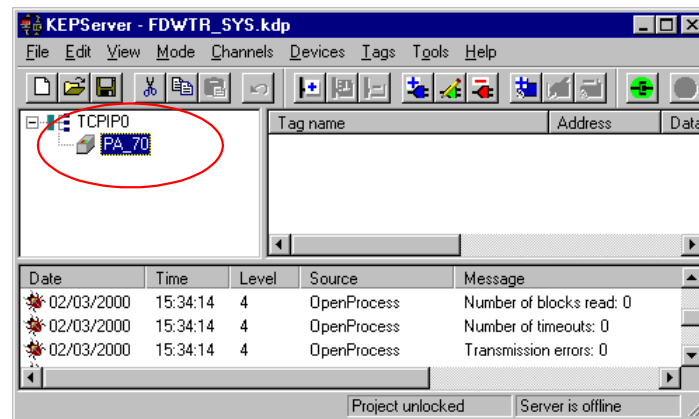 KEPServer - FDWTR_SYS.kdp
File Edit View Mode Channels Devices Tags Tools Help
TCPIP0
PA_70
Tag name Address Data
Date Time Level Source Message
02/03/2000 15:34:14 4 OpenProcess Number of blocks read: 0
02/03/2000 15:34:14 4 OpenProcess Number of timeouts: 0
02/03/2000 15:34:14 4 OpenProcess Transmission errors: 0
Project unlocked Server is offline